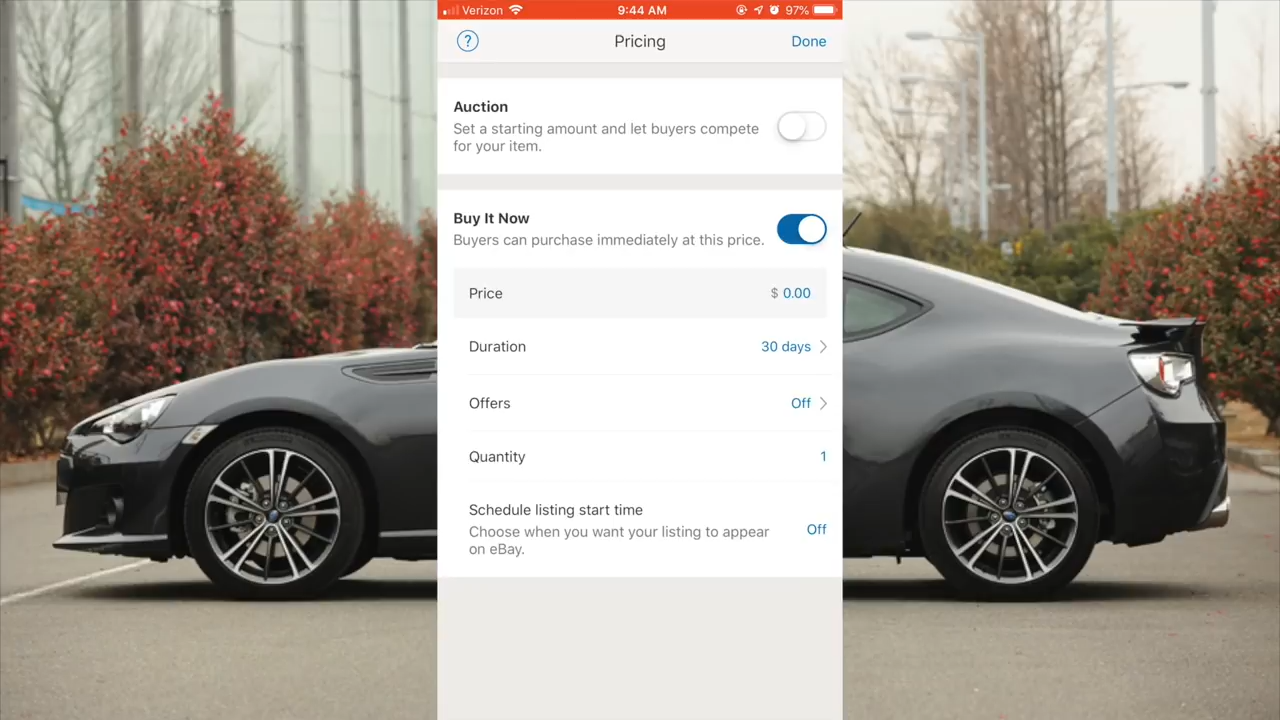 Verizon 9:44 AM 97%
? Pricing Done
Auction
Set a starting amount and let buyers compete
for your item.
Buy It Now
Buyers can purchase immediately at this price.
Price $ 0.00
Duration 30 days
Offers Off
Quantity 1
Schedule listing start time
Choose when you want your listing to appear
on eBay.
Off